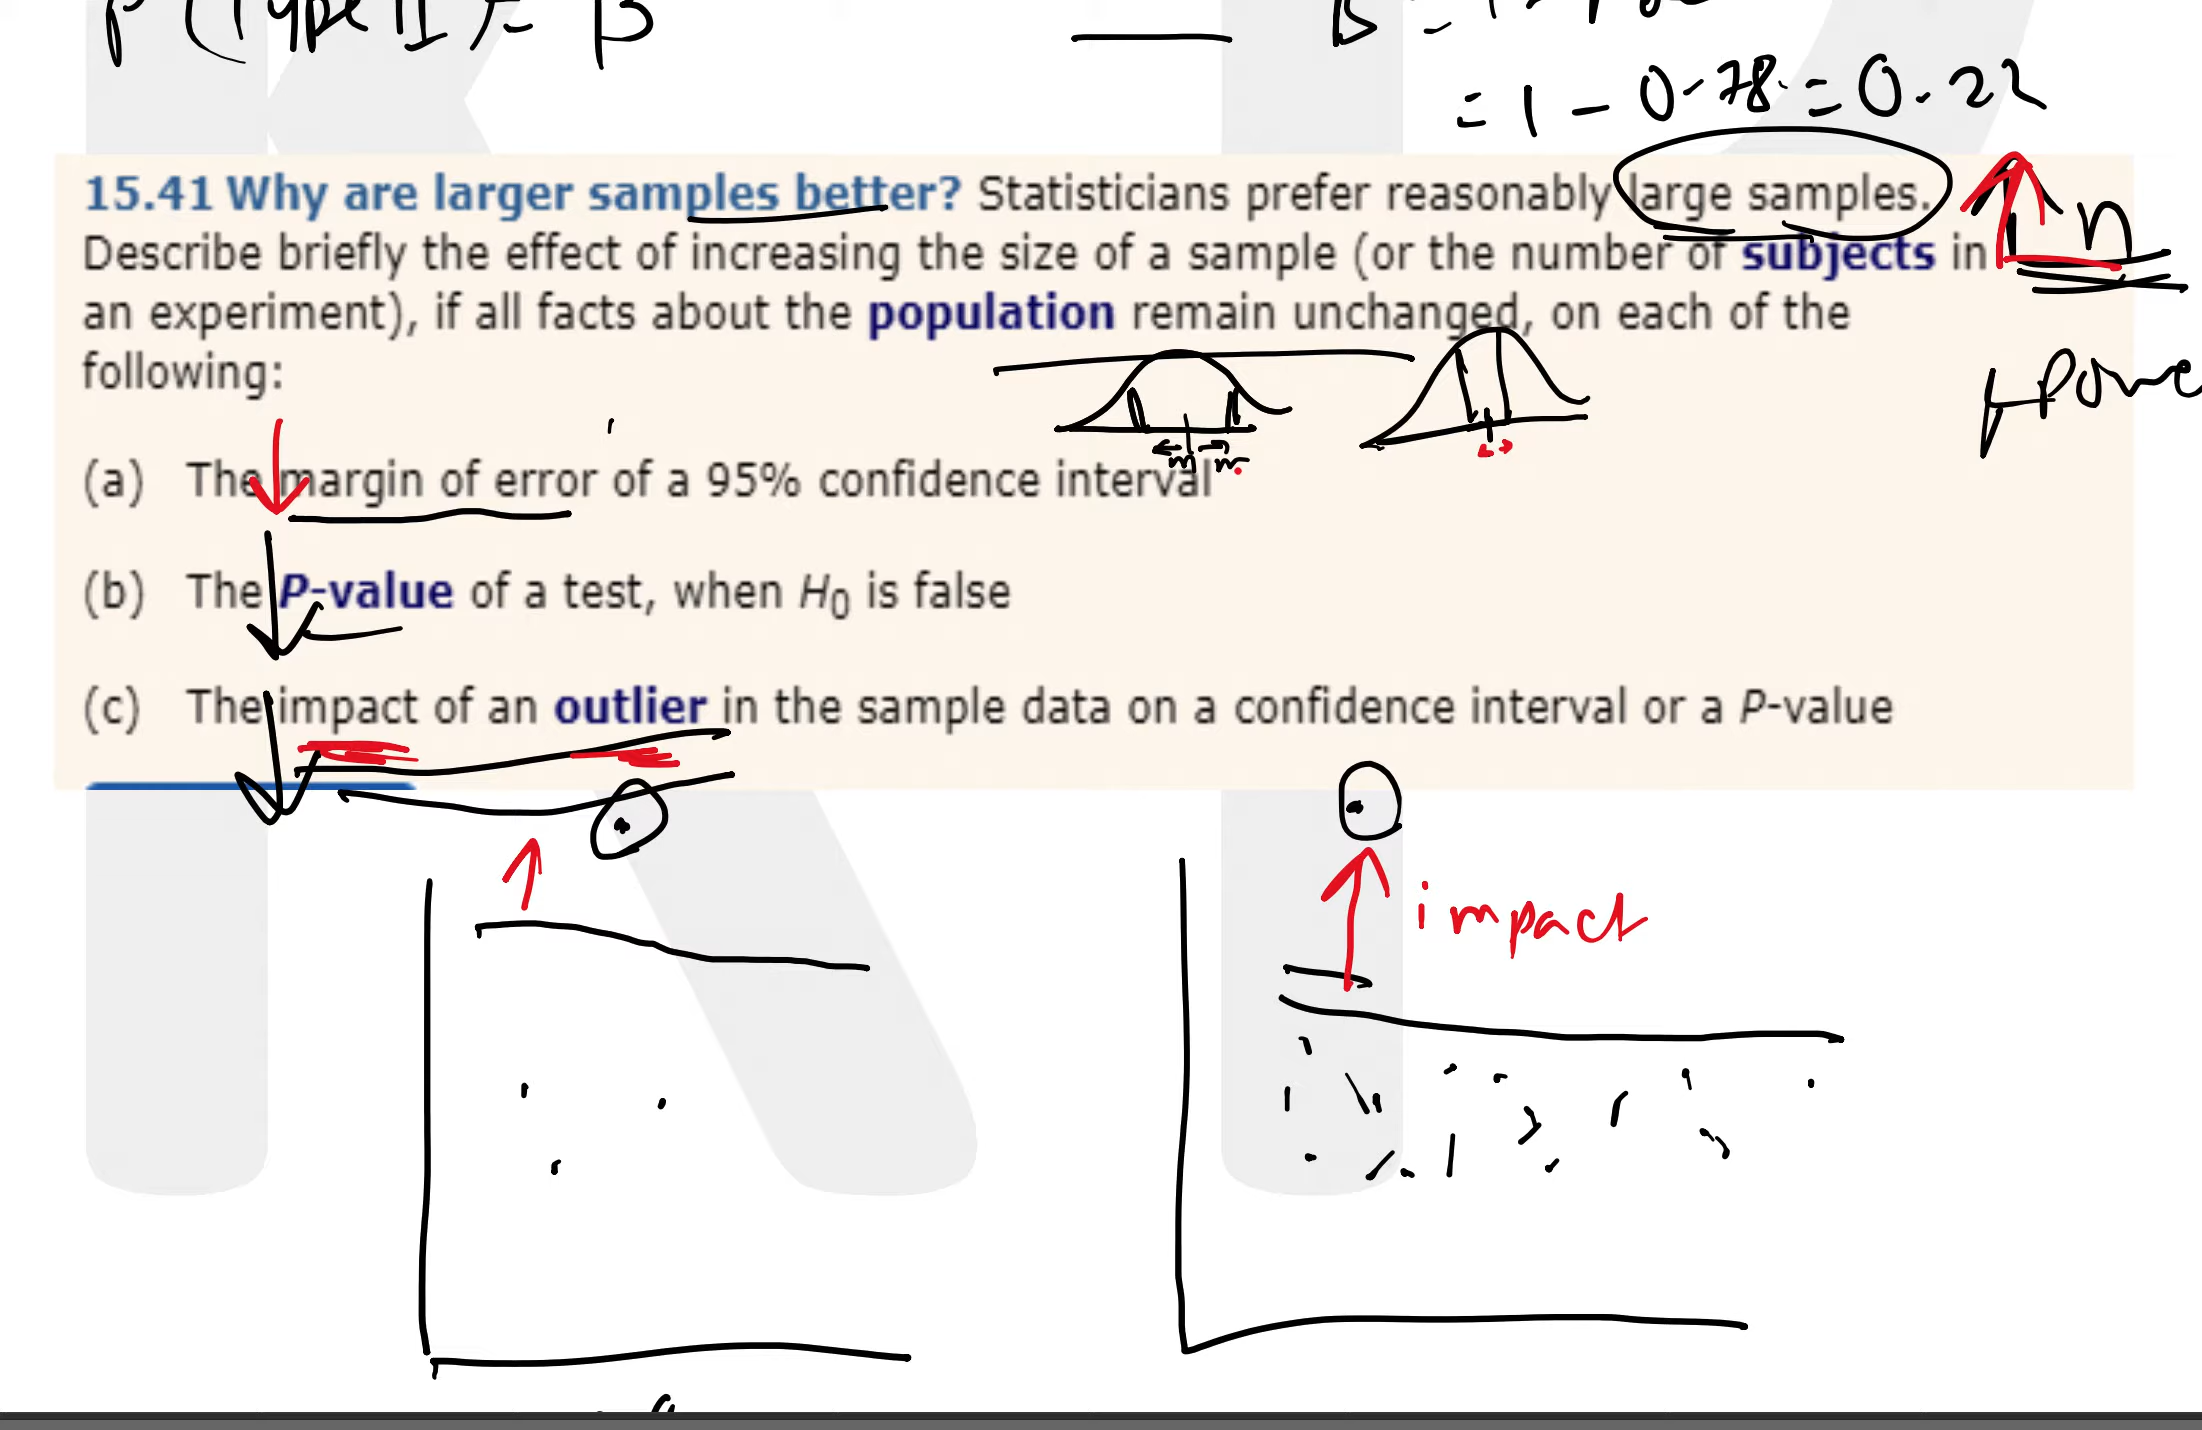 P(Type II) = β
= 1 - 0.78 = 0.22
15.41 Why are larger samples better? Statisticians prefer reasonably large samples.
Describe briefly the effect of increasing the size of a sample (or the number of subjects in
n
an experiment), if all facts about the population remain unchanged, on each of the
following:
m m
(a) The margin of error of a 95% confidence interval
(b) The P-value of a test, when H₀ is false
(c) The impact of an outlier in the sample data on a confidence interval or a P-value
impact